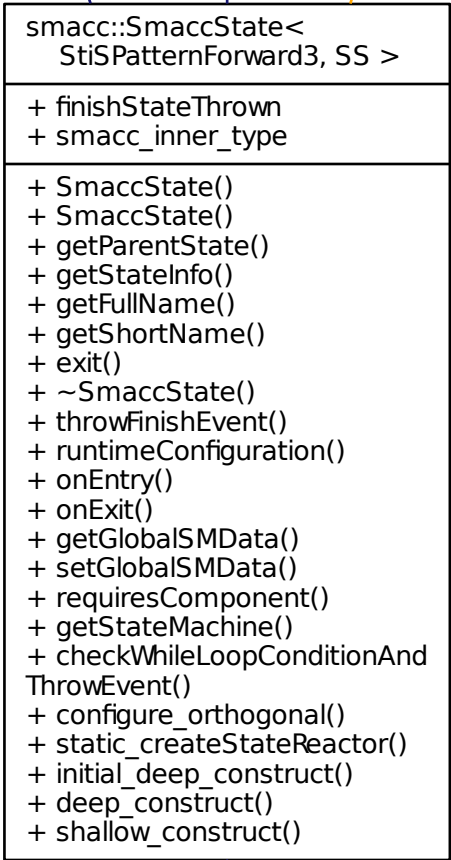 smacc::SmaccState<
StiSPatternForward3, SS >
+ finishStateThrown
+ smacc_inner_type
+ SmaccState()
+ SmaccState()
+ getParentState()
+ getStateInfo()
+ getFullName()
+ getShortName()
+ exit()
+ ~SmaccState()
+ throwFinishEvent()
+ runtimeConfiguration()
+ onEntry()
+ onExit()
+ getGlobalSMData()
+ setGlobalSMData()
+ requiresComponent()
+ getStateMachine()
+ checkWhileLoopConditionAnd
ThrowEvent()
+ configure_orthogonal()
+ static_createStateReactor()
+ initial_deep_construct()
+ deep_construct()
+ shallow_construct()